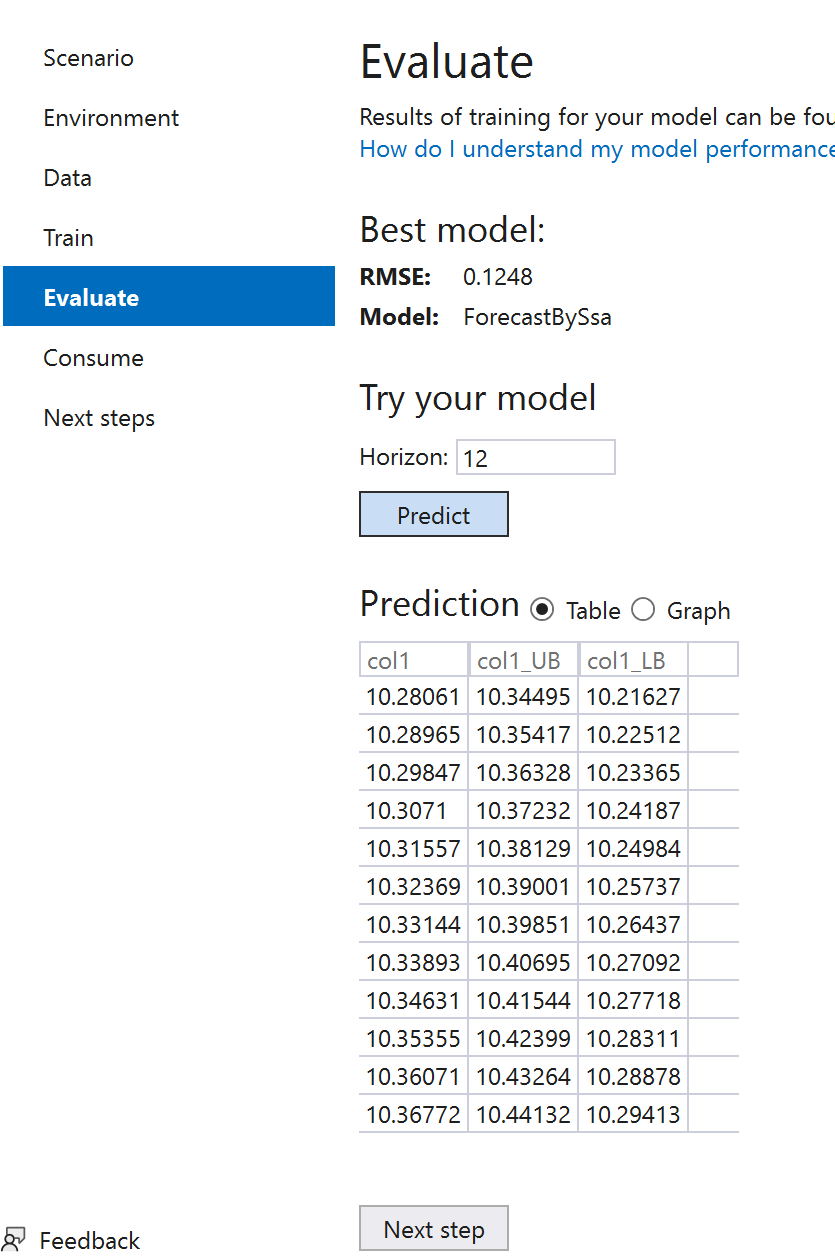 Scenario
Environment
Data
Train
Evaluate
Consume
Next steps
Feedback
Evaluate
Results of training for your model can be fou
How do I understand my model performance
Best model:
RMSE: 0.1248
Model: ForecastBySsa
Try your model
Horizon: 12
Predict
Prediction Table Graph
col1 col1_UB col1_LB
10.28061 10.34495 10.21627
10.28965 10.35417 10.22512
10.29847 10.36328 10.23365
10.3071 10.37232 10.24187
10.31557 10.38129 10.24984
10.32369 10.39001 10.25737
10.33144 10.39851 10.26437
10.33893 10.40695 10.27092
10.34631 10.41544 10.27718
10.35355 10.42399 10.28311
10.36071 10.43264 10.28878
10.36772 10.44132 10.29413
Next step